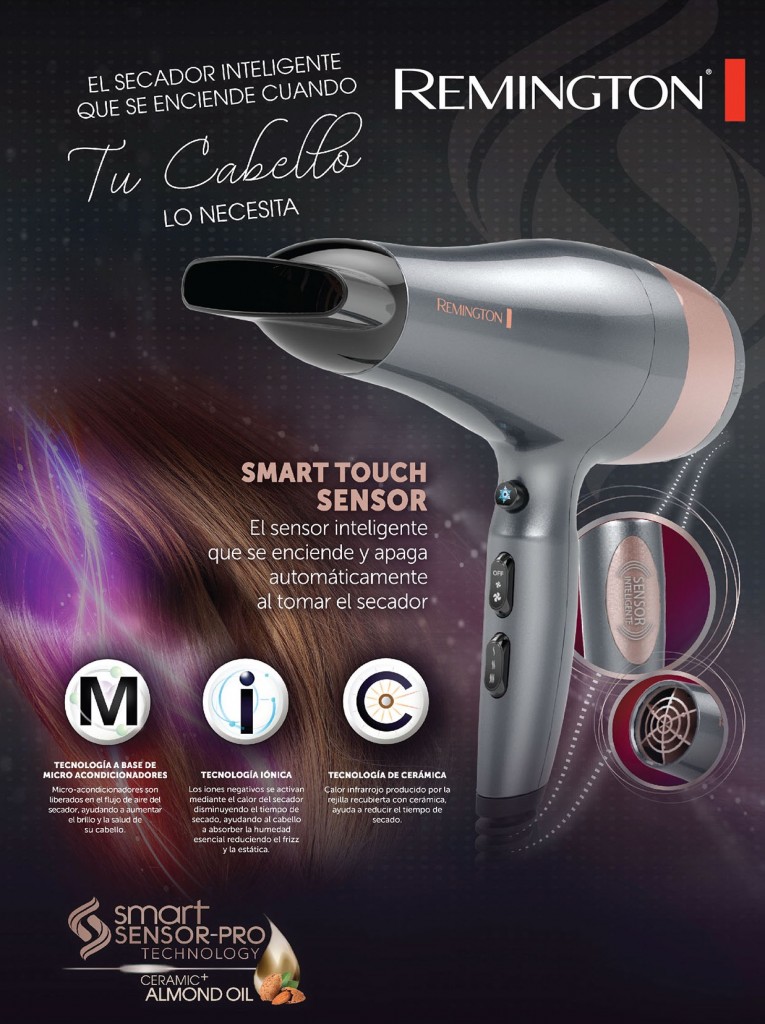 EL SECADOR INTELIGENTE
QUE SE ENCIENDE CUANDO
Tu Cabello
LO NECESITA
REMINGTON®
REMINGTON
SMART TOUCH
SENSOR
El sensor inteligente
que se enciende y apaga
automáticamente
al tomar el secador
OFF
SENSOR
INTELIGENTE
M
TECNOLOGÍA A BASE DE
MICRO ACONDICIONADORES
Micro-acondicionadores son
liberados en el flujo de aire del
secador, ayudando a aumentar
el brillo y la salud de
su cabello.
i
TECNOLOGÍA IÓNICA
Los iones negativos se activan
mediante el calor del secador
disminuyendo el tiempo de
secado, ayudando al cabello
a absorber la humedad
esencial reduciendo el frizz
y la estática.
C
TECNOLOGÍA DE CERÁMICA
Calor infrarrojo producido por la
rejilla recubierta con cerámica,
ayuda a reducir el tiempo de
secado.
smart
SENSOR-PRO
TECHNOLOGY
CERAMIC+
ALMOND OIL